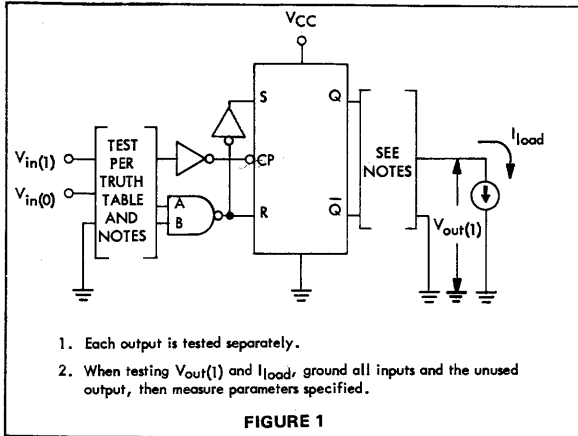 VCC
S
Q
Vin(1)
Vin(0)
TEST
PER
TRUTH
TABLE
AND
NOTES
CP
A
B
R
Q
SEE
NOTES
Iload
Vout(1)
1. Each output is tested separately.
2. When testing Vout(1) and Iload, ground all inputs and the unused
output, then measure parameters specified.
FIGURE 1